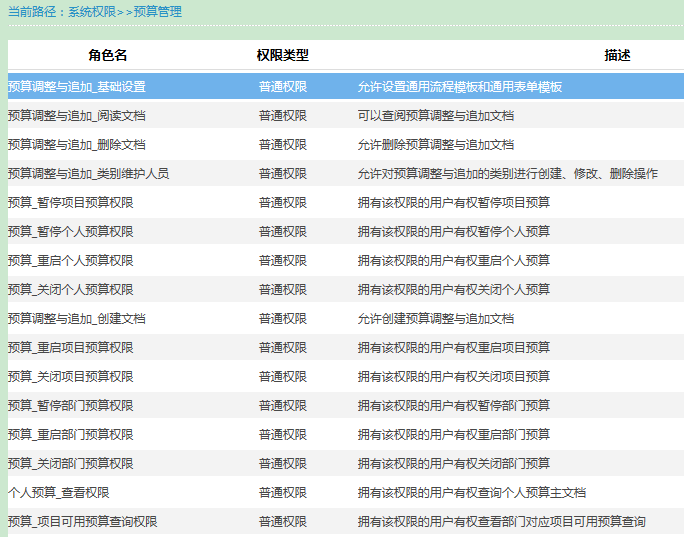 当前路径：系统权限>>预算管理
角色名 权限类型 描述
预算调整与追加_基础设置 普通权限 允许设置通用流程模板和通用表单模板
预算调整与追加_阅读文档 普通权限 可以查阅预算调整与追加文档
预算调整与追加_删除文档 普通权限 允许删除预算调整与追加文档
预算调整与追加_类别维护人员 普通权限 允许对预算调整与追加的类别进行创建、修改、删除操作
预算_暂停项目预算权限 普通权限 拥有该权限的用户有权暂停项目预算
预算_暂停个人预算权限 普通权限 拥有该权限的用户有权暂停个人预算
预算_重启个人预算权限 普通权限 拥有该权限的用户有权重启个人预算
预算_关闭个人预算权限 普通权限 拥有该权限的用户有权关闭个人预算
预算调整与追加_创建文档 普通权限 允许创建预算调整与追加文档
预算_重启项目预算权限 普通权限 拥有该权限的用户有权重启项目预算
预算_关闭项目预算权限 普通权限 拥有该权限的用户有权关闭项目预算
预算_暂停部门预算权限 普通权限 拥有该权限的用户有权暂停部门预算
预算_重启部门预算权限 普通权限 拥有该权限的用户有权重启部门预算
预算_关闭部门预算权限 普通权限 拥有该权限的用户有权关闭部门预算
个人预算_查看权限 普通权限 拥有该权限的用户有权查询个人预算主文档
预算_项目可用预算查询权限 普通权限 拥有该权限的用户有权查看部门对应项目可用预算查询